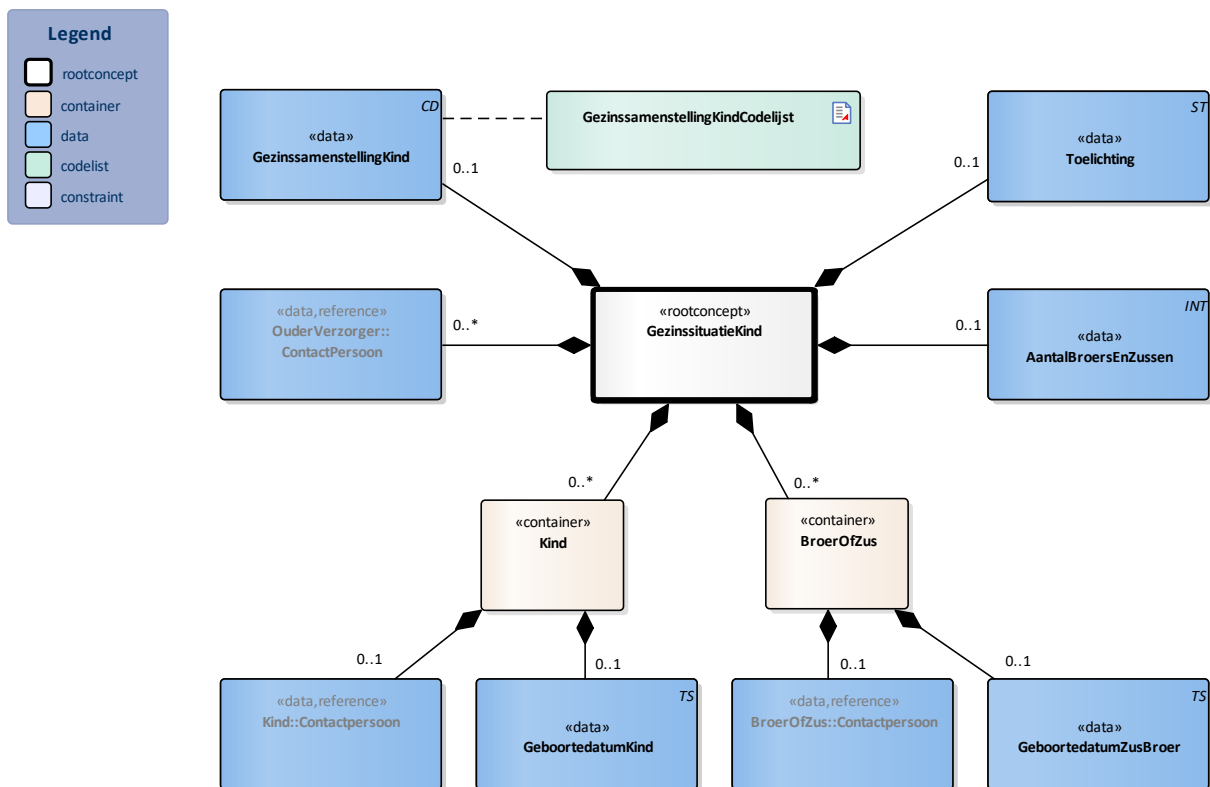 Legend
rootconcept
container
data
codelist
constraint
CD
«data»
GezinssamenstellingKind
GezinssamenstellingKindCodelijst
ST
«data»
Toelichting
0..1
0..1
«data,reference»
OuderVerzorger::
ContactPersoon
0..*
«rootconcept»
GezinssituatieKind
0..1
INT
«data»
AantalBroersEnZussen
0..*
0..*
«container»
Kind
«container»
BroerOfZus
0..1
0..1
0..1
0..1
«data,reference»
Kind::Contactpersoon
TS
«data»
GeboortedatumKind
«data,reference»
BroerOfZus::Contactpersoon
TS
«data»
GeboortedatumZusBroer